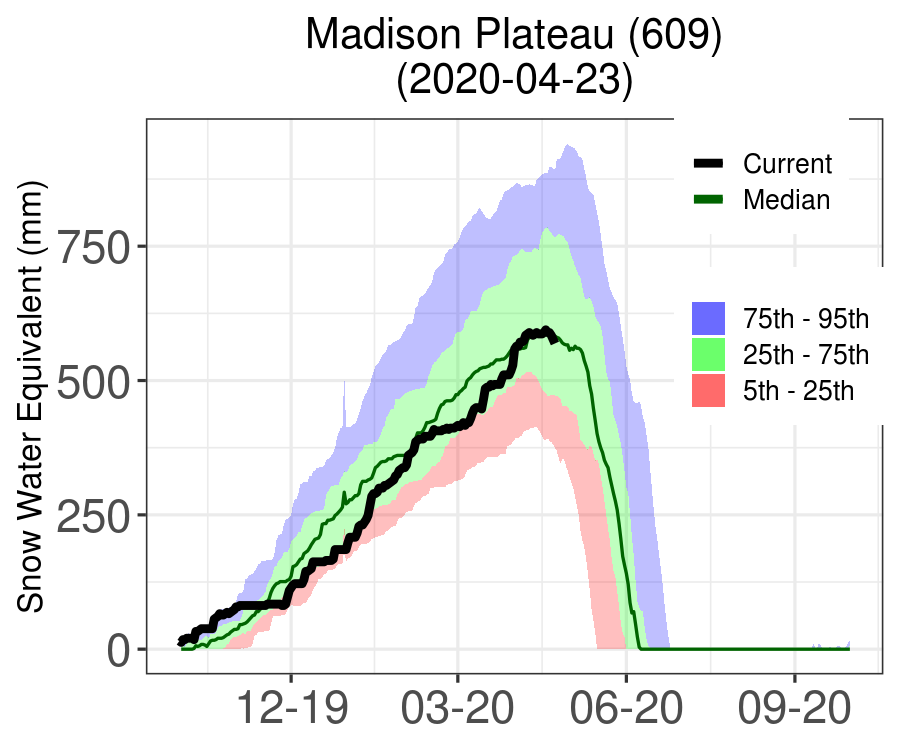 Madison Plateau (609)
(2020-04-23)
Snow Water Equivalent (mm)
750
500
250
0
12-19
03-20
06-20
09-20
Current
Median
75th - 95th
25th - 75th
5th - 25th